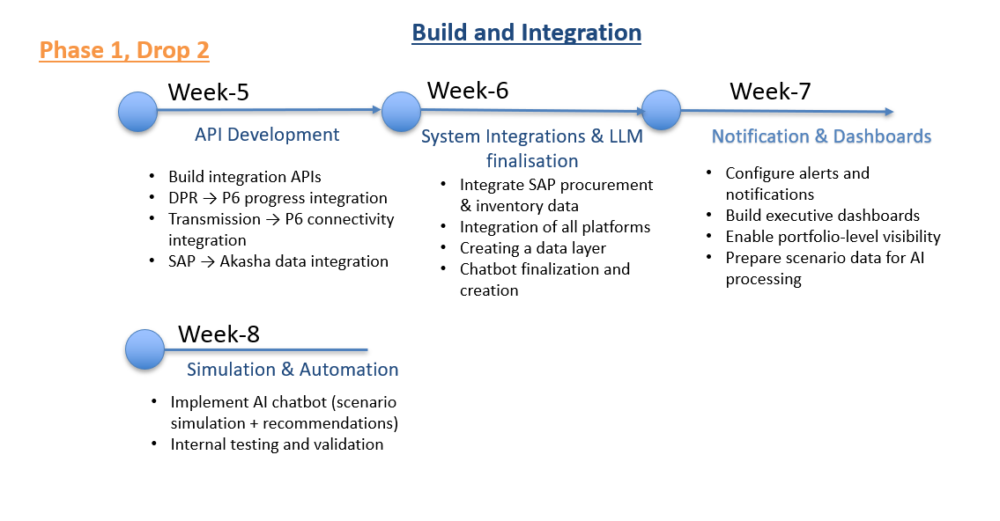 Build and Integration
Phase 1, Drop 2
Week-5
API Development
• Build integration APIs
• DPR → P6 progress integration
• Transmission → P6 connectivity
integration
• SAP → Akasha data integration
Week-6
System Integrations & LLM
finalisation
• Integrate SAP procurement
& inventory data
• Integration of all platforms
• Creating a data layer
• Chatbot finalization and
creation
Week-7
Notification & Dashboards
• Configure alerts and
notifications
• Build executive dashboards
• Enable portfolio-level visibility
• Prepare scenario data for AI
processing
Week-8
Simulation & Automation
• Implement AI chatbot (scenario
simulation + recommendations)
• Internal testing and validation